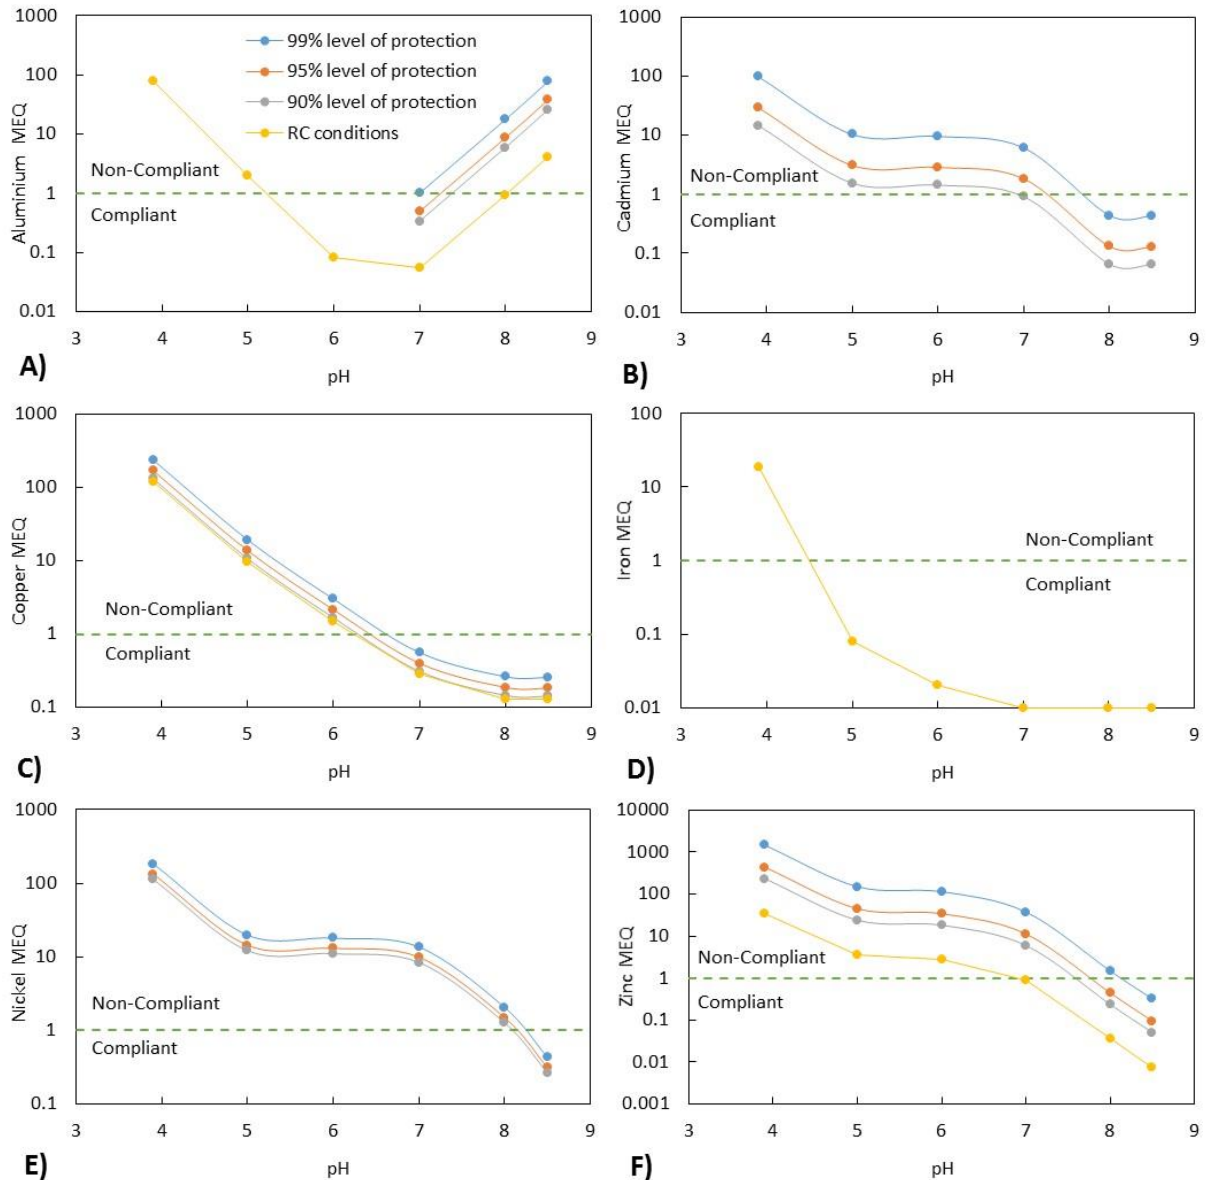 1000
100
10
1
0.1
0.01
Aluminium MEQ
99% level of protection
95% level of protection
90% level of protection
RC conditions
Non-Compliant
Compliant
3 4 5 6 7 8 9
A)
pH
1000
100
10
1
0.1
0.01
Cadmium MEQ
Non-Compliant
Compliant
3 4 5 6 7 8 9
B)
pH
1000
100
10
1
0.1
Copper MEQ
Non-Compliant
Compliant
3 4 5 6 7 8 9
C)
pH
100
10
1
0.1
0.01
Iron MEQ
Non-Compliant
Compliant
3 4 5 6 7 8 9
D)
pH
1000
100
10
1
0.1
Nickel MEQ
Non-Compliant
Compliant
3 4 5 6 7 8 9
E)
pH
10000
1000
100
10
1
0.1
0.01
0.001
Zinc MEQ
Non-Compliant
Compliant
3 4 5 6 7 8 9
F)
pH